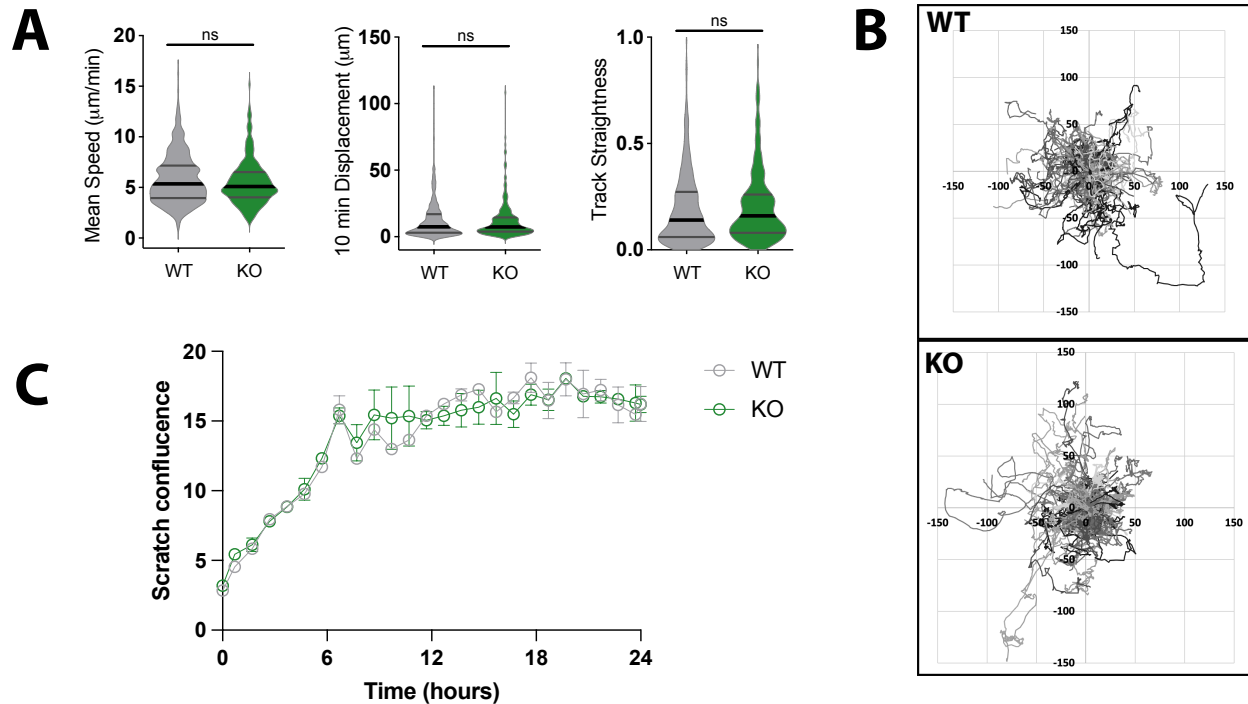 A
Mean Speed (μm/min)
20
15
10
5
0
ns
WT
KO
10 min Displacement (μm)
150
100
50
0
ns
WT
KO
Track Straightness
1.0
0.5
0.0
ns
WT
KO
B
WT
150
100
50
-150 -100 -50 0 50 100 150
-50
-100
-150
KO
150
100
50
-150 -100 -50 0 50 100 150
-50
-100
-150
C
Scratch conflucence
20
15
10
5
0
0 6 12 18 24
Time (hours)
WT
KO